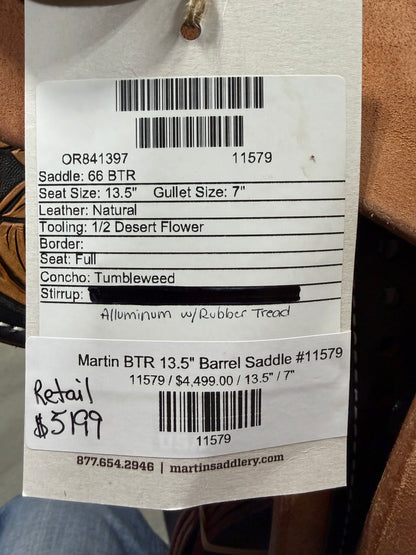 OR841397 11579
Saddle: 66 BTR
Seat Size: 13.5" Gullet Size: 7"
Leather: Natural
Tooling: 1/2 Desert Flower
Border:
Seat: Full
Concho: Tumbleweed
Stirrup:
Alluminum w/Rubber Tread
Martin BTR 13.5" Barrel Saddle #11579
11579 / $4,499.00 / 13.5" / 7"
Retail
$5199
11579
877.654.2946 | martinsaddlery.com